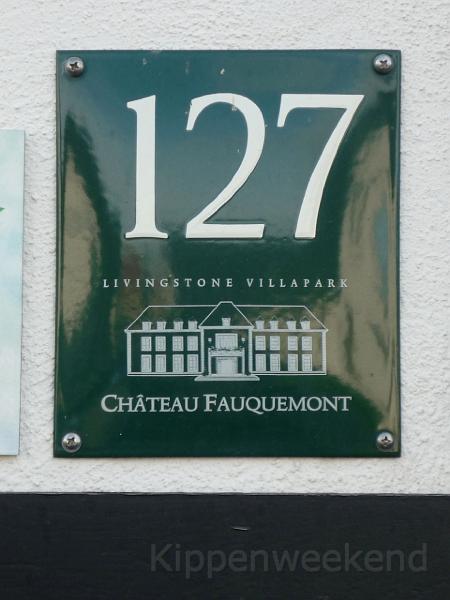 127
LIVINGSTONE VILLAPARK
CHÂTEAU FAUQUEMONT
Kippenweekend